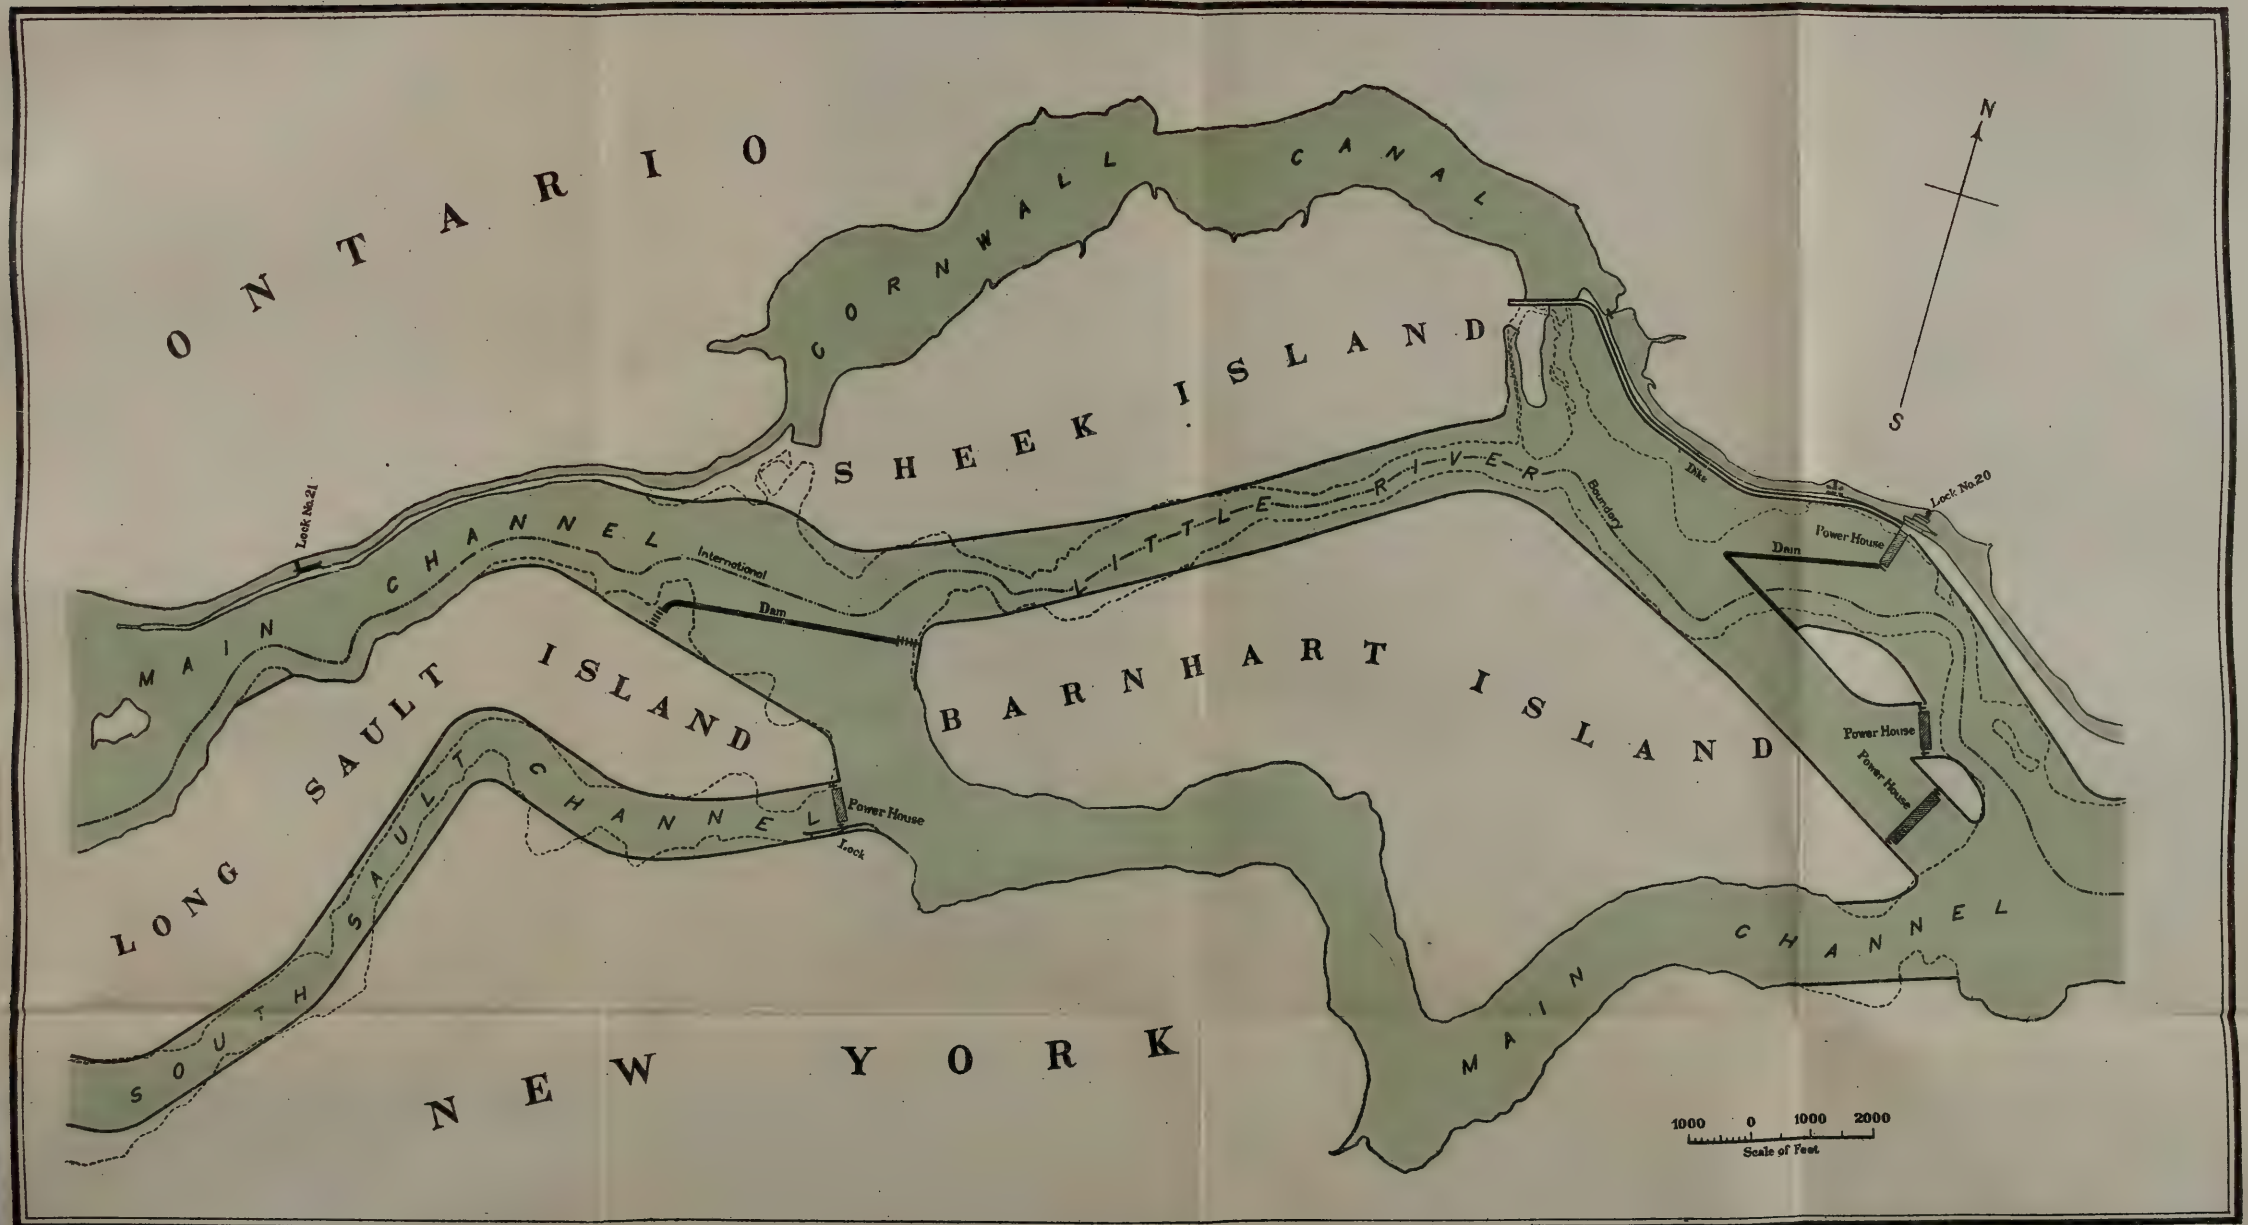 ONTARIO
N
CORNWALL CANAL
S
SHEEK ISLAND
Lock No. 21
Lock No. 20
Dike
MAIN CHANNEL
International
Boundary
LITTLE RIVER
Power House
Dam
Dam
LONG SAULT ISLAND
BARNHART ISLAND
Power House
Power House
SOUTH SAULT CHANNEL
Power House
Lock
MAIN CHANNEL
NEW YORK
1000 0 1000 2000
Scale of Feet